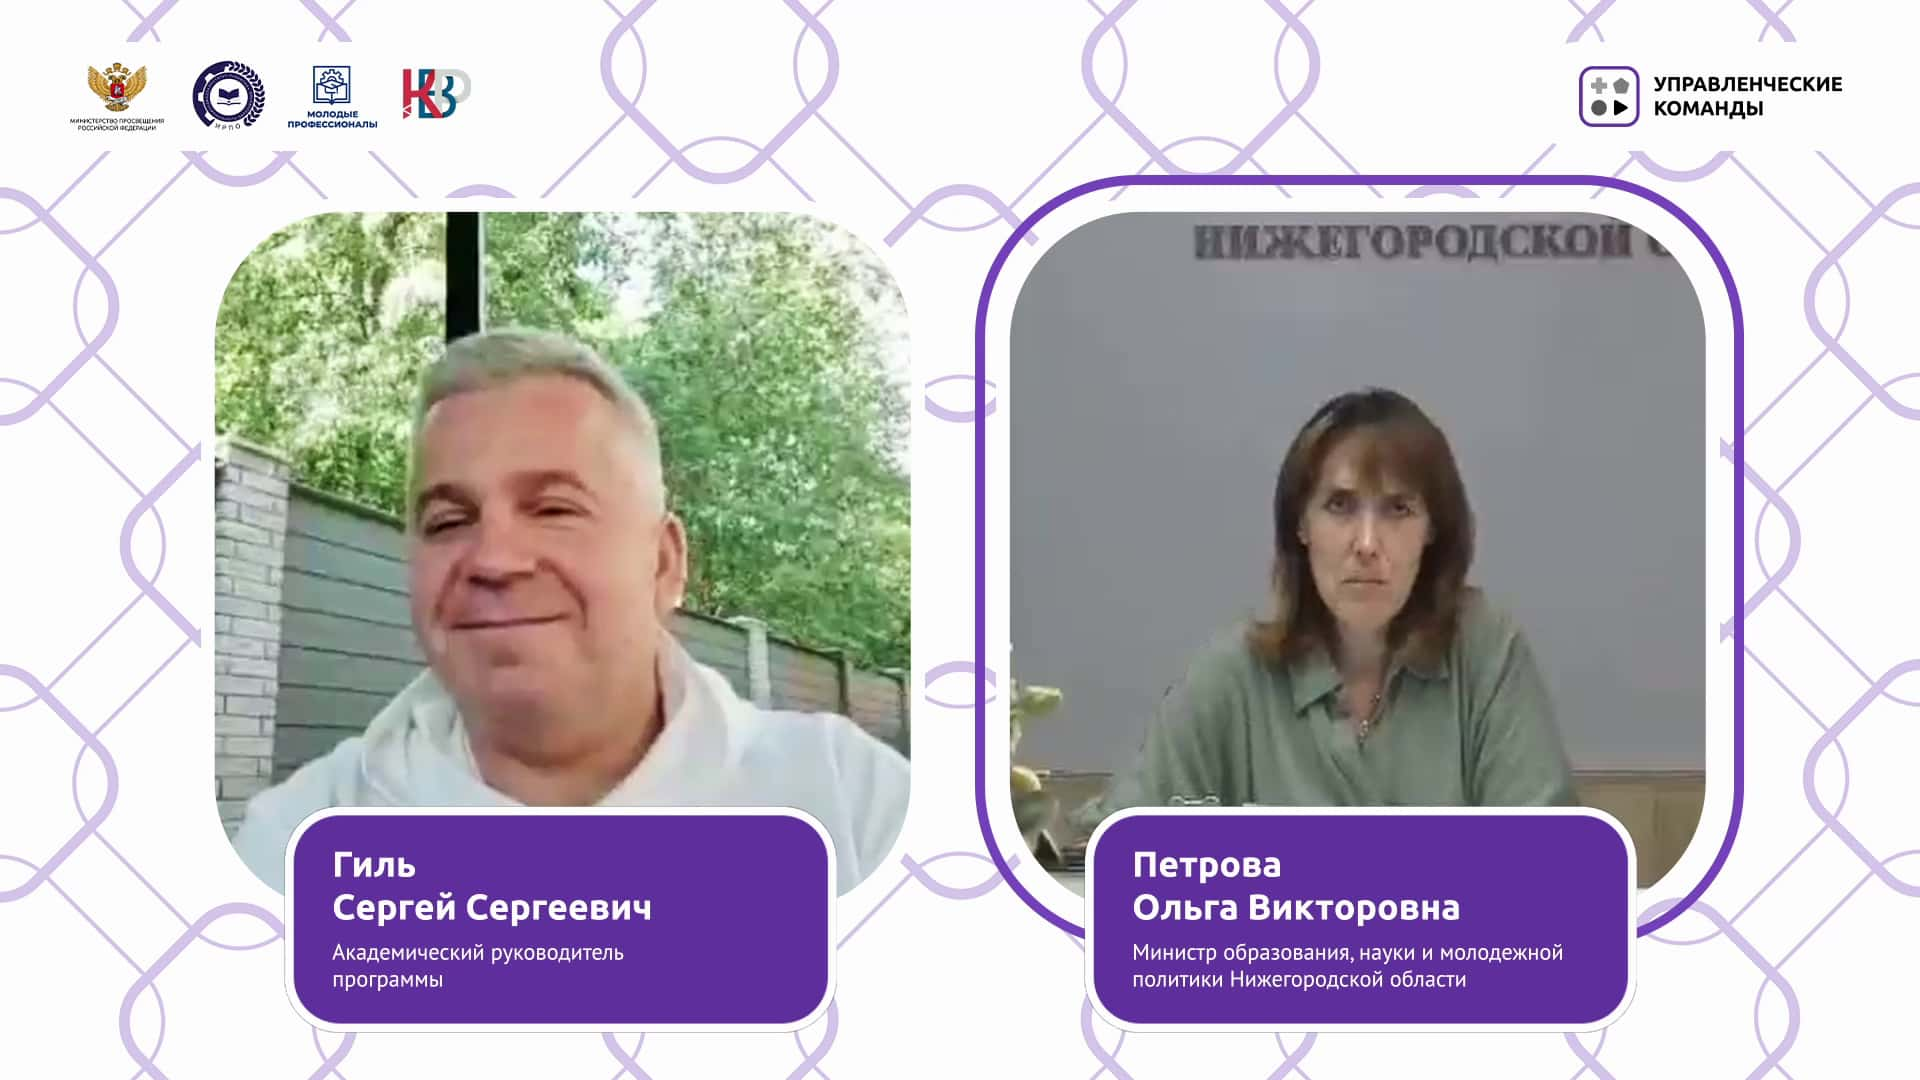 МИНИСТЕРСТВО ПРОСВЕЩЕНИЯ
РОССИЙСКОЙ ФЕДЕРАЦИИ
ИРПО
МОЛОДЫЕ
ПРОФЕССИОНАЛЫ
УПРАВЛЕНЧЕСКИЕ
КОМАНДЫ
НИЖЕГОРОДСКОЙ
Гиль
Сергей Сергеевич
Академический руководитель
программы
Петрова
Ольга Викторовна
Министр образования, науки и молодежной
политики Нижегородской области